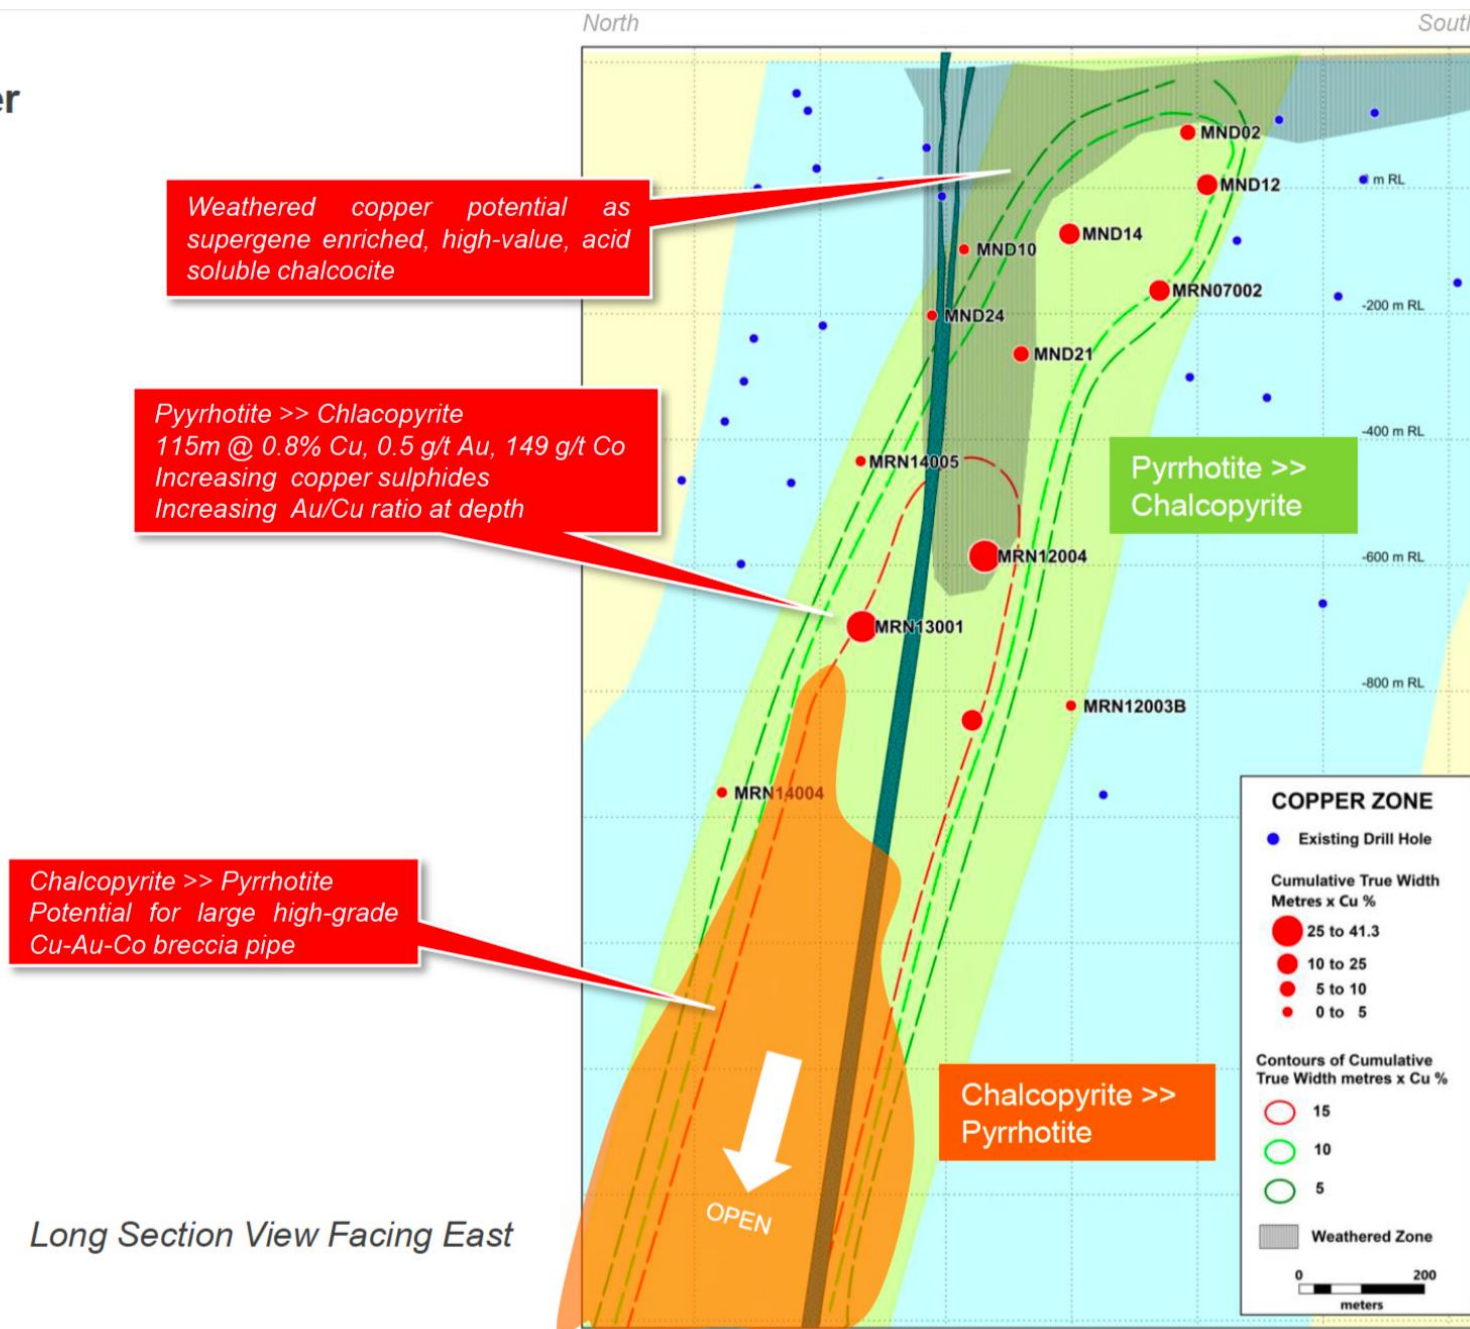 North
South
er
MND02
MND12
m RL
Weathered copper potential as
supergene enriched, high-value, acid
soluble chalcocite
MND14
MND10
MRN07002
-200 m RL
MND24
MND21
Pyyrhotite >> Chlacopyrite
115m @ 0.8% Cu, 0.5 g/t Au, 149 g/t Co
Increasing copper sulphides
Increasing Au/Cu ratio at depth
-400 m RL
MRN14005
Pyrrhotite >>
Chalcopyrite
MRN12004
-600 m RL
MRN13001
-800 m RL
MRN12003B
MRN14004
Chalcopyrite >> Pyrrhotite
Potential for large high-grade
Cu-Au-Co breccia pipe
Chalcopyrite >>
Pyrrhotite
OPEN
Long Section View Facing East
COPPER ZONE
Existing Drill Hole
Cumulative True Width
Metres x Cu %
25 to 41.3
10 to 25
5 to 10
0 to 5
Contours of Cumulative
True Width metres x Cu %
15
10
5
Weathered Zone
0 200
meters